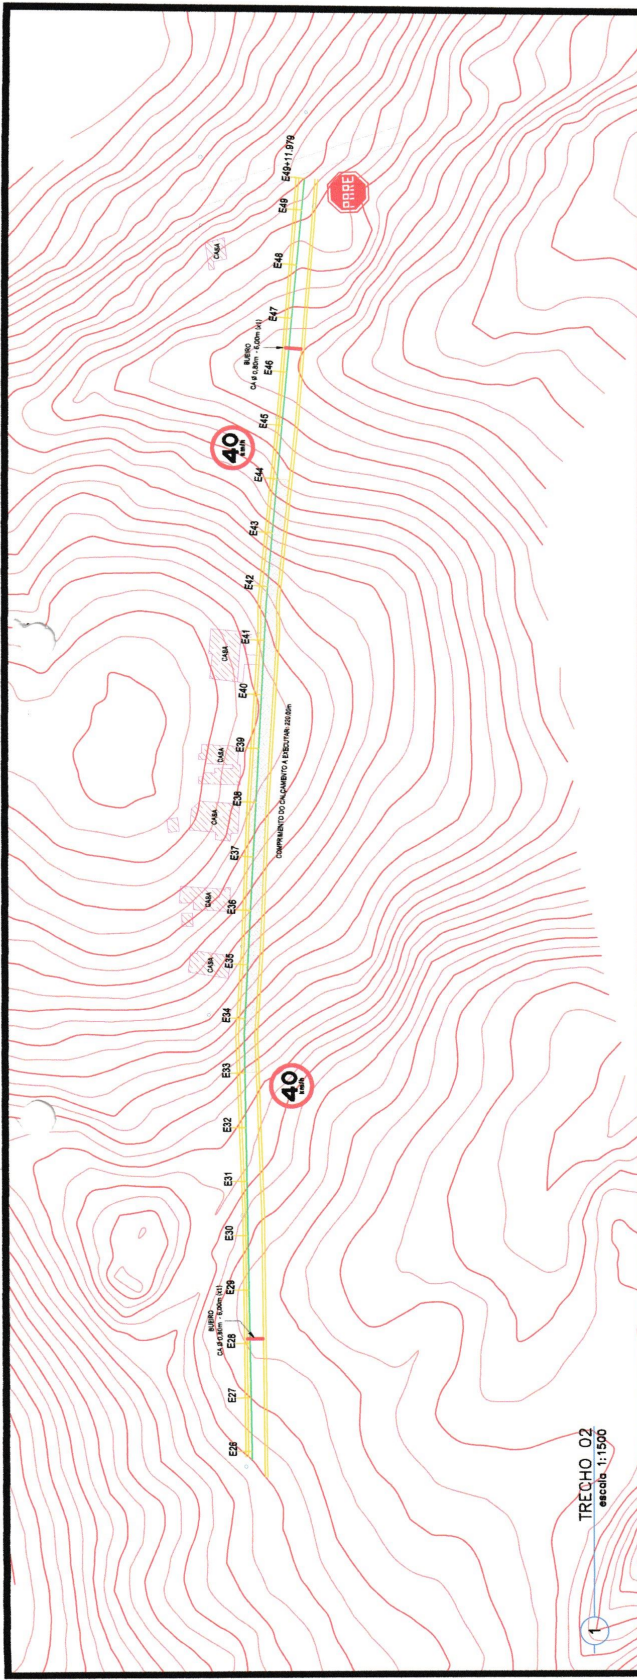 E26
E27
E28
BUEIRO
CA Ø 0,80m - 6,00m (x1)
E29
E30
E31
E32
40
km/h
E33
E34
E35
CASA
E36
CASA
E37
CASA
E38
CASA
E39
COMPRIMENTO DO CALÇAMENTO A EXECUTAR: 220,00m
E40
CASA
E41
E42
E43
E44
40
km/h
E45
E46
BUEIRO
CA Ø 0,80m - 6,00m (x1)
E47
E48
CASA
E49
E49+11.979
PARE
1
TRECHO 02
escala 1:1500